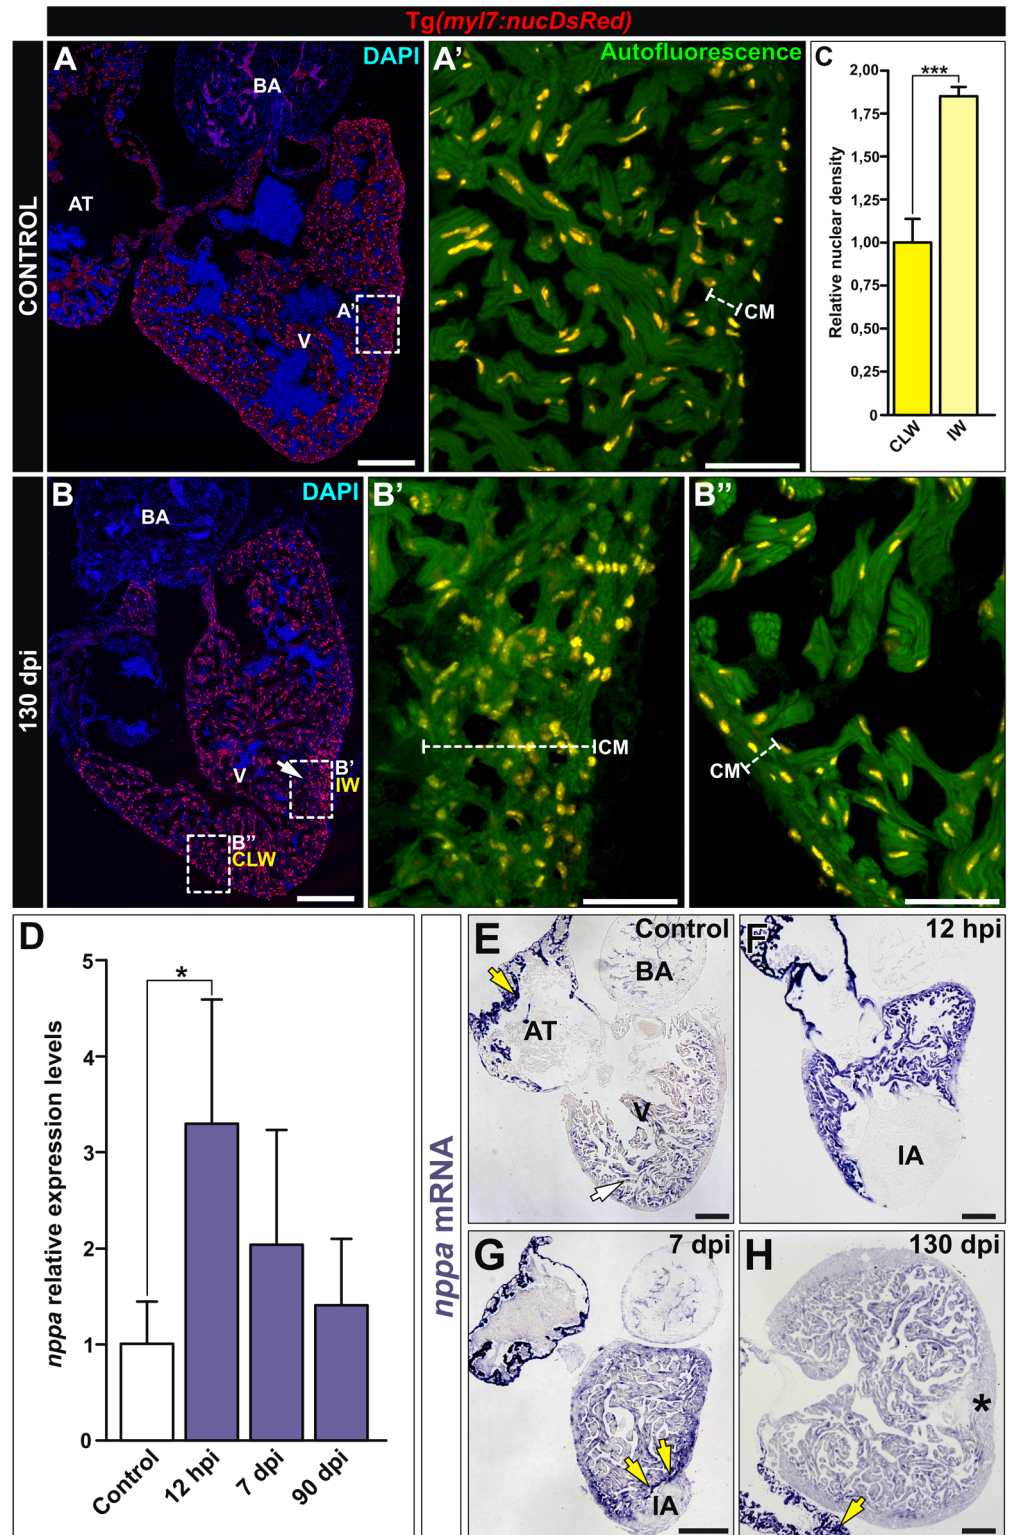 Tg(myl7:nucDsRed)
CONTROL
A
DAPI
BA
AT
A'
V
A'
Autofluorescence
CM
C
Relative nuclear density
2,00
1,75
1,50
1,25
1,00
0,75
0,50
0,25
0
***
CLW
IW
130 dpi
B
DAPI
BA
V
B'
IW
B''
CLW
B'
CM
B''
CM
D
nppa relative expression levels
5
4
3
2
1
0
*
Control
12 hpi
7 dpi
90 dpi
nppa mRNA
E
Control
BA
AT
V
F
12 hpi
IA
G
7 dpi
IA
H
130 dpi
*